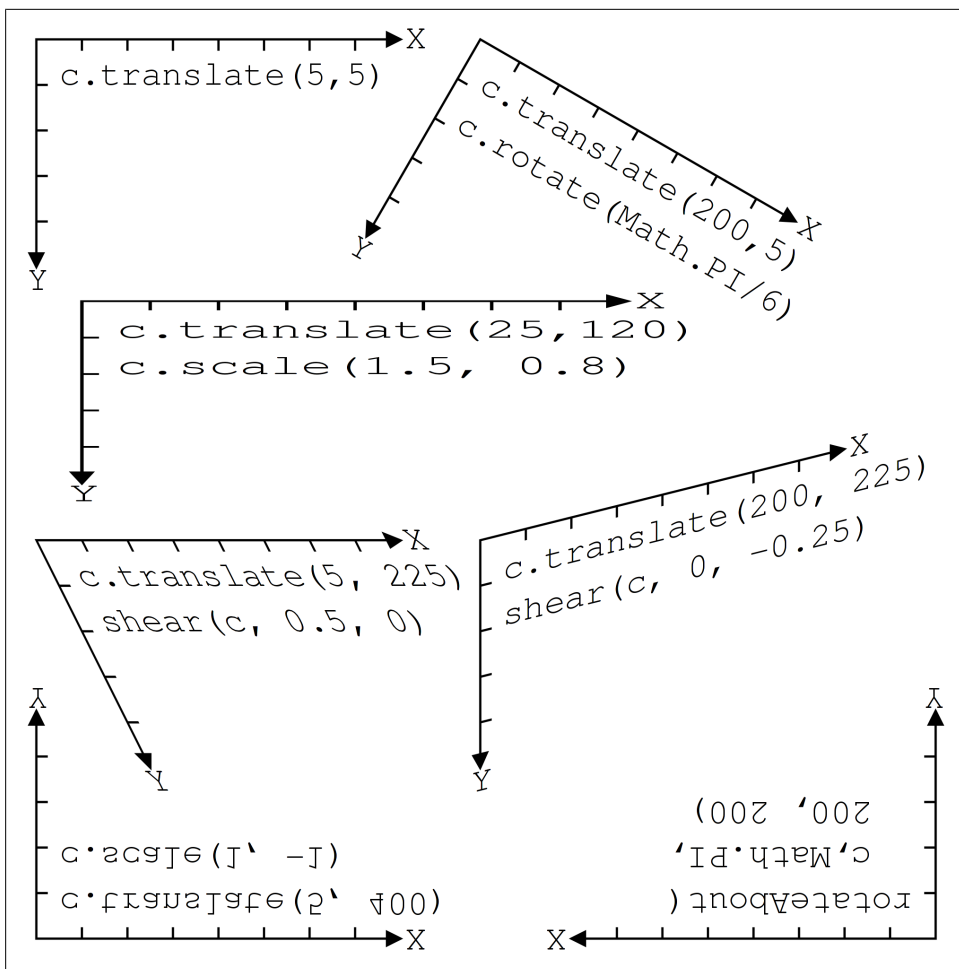 X
c.translate(5,5)
Y
c.translate(200,5)
c.rotate(Math.PI/6)
X
Y
X
c.translate(25,120)
c.scale(1.5, 0.8)
Y
X
c.translate(5, 225)
shear(c, 0.5, 0)
Y
X
c.translate(200, 225)
shear(c, 0, -0.25)
Y
Y
c.translate(5, 400)
c.scale(1, -1)
X
Y
rotateAbout(
c,Math.PI,
200, 200)
X